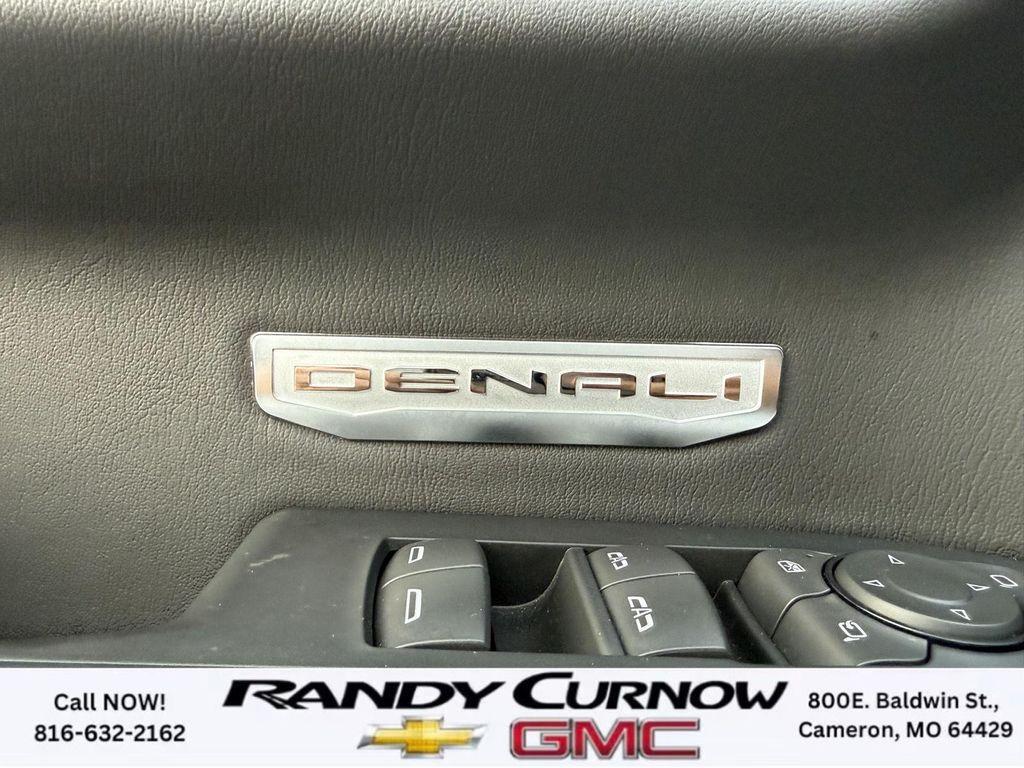 DENALI
Call NOW!
816-632-2162
RANDY CURNOW
GMC
800E. Baldwin St.,
Cameron, MO 64429